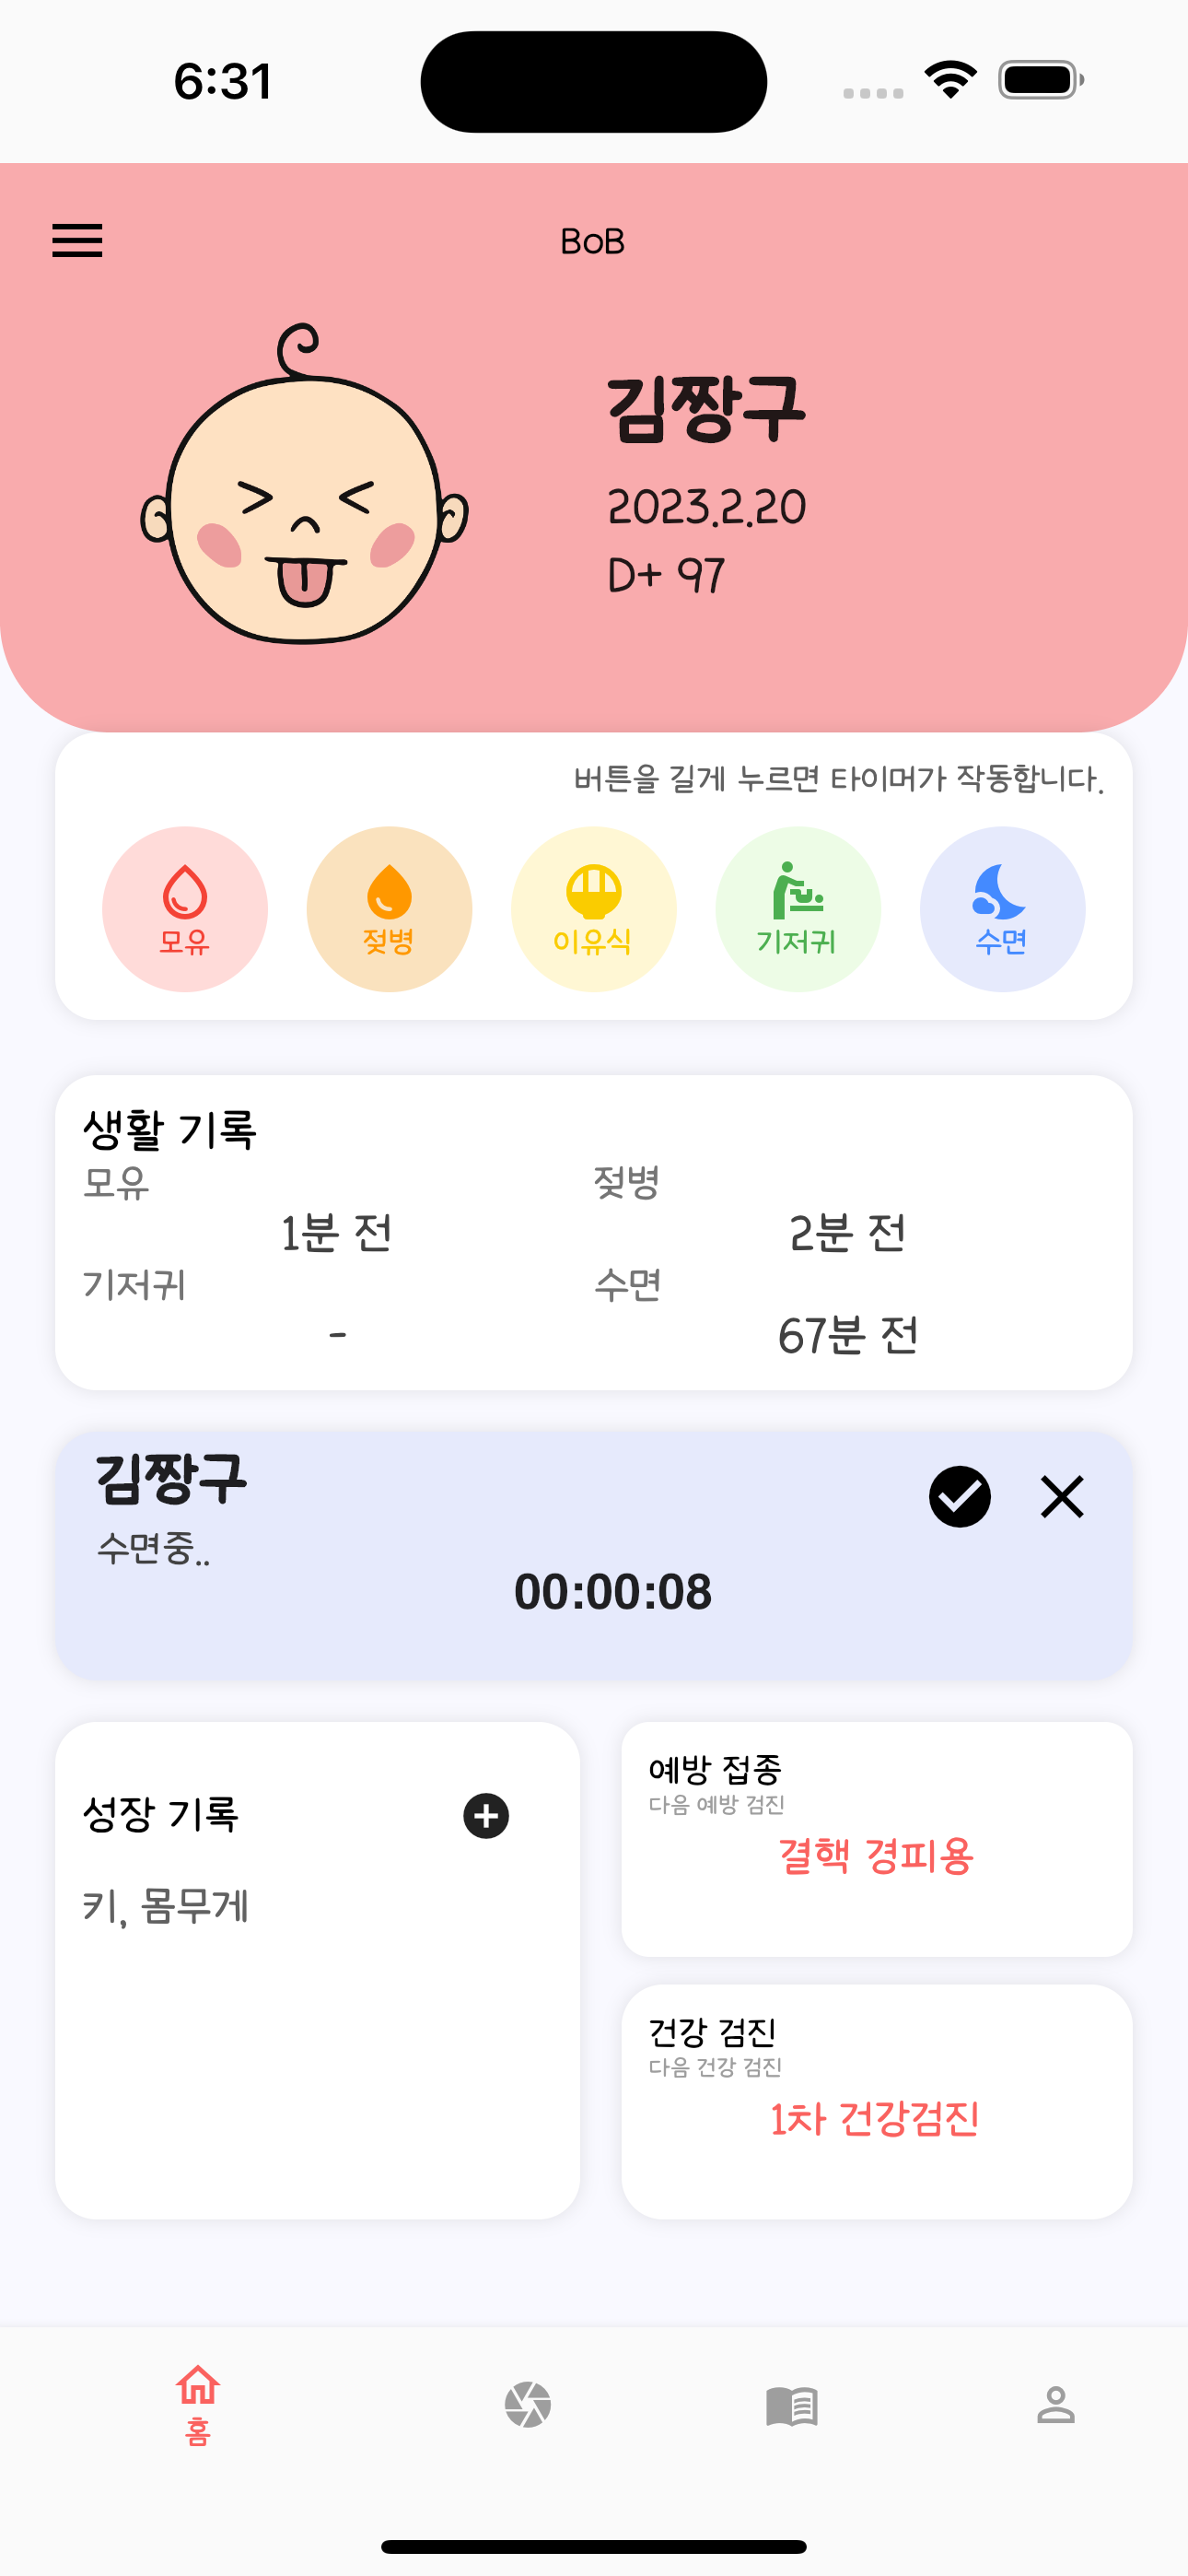 6:31
BoB
김짱구
2023.2.20
D+ 97
버튼을 길게 누르면 타이머가 작동합니다.
모유
젖병
이유식
기저귀
수면
생활 기록
모유 젖병
1분 전 2분 전
기저귀 수면
- 67분 전
김짱구
수면중..
00:00:08
성장 기록
키, 몸무게
예방 접종
다음 예방 검진
결핵 경피용
건강 검진
다음 건강 검진
1차 건강검진
홈